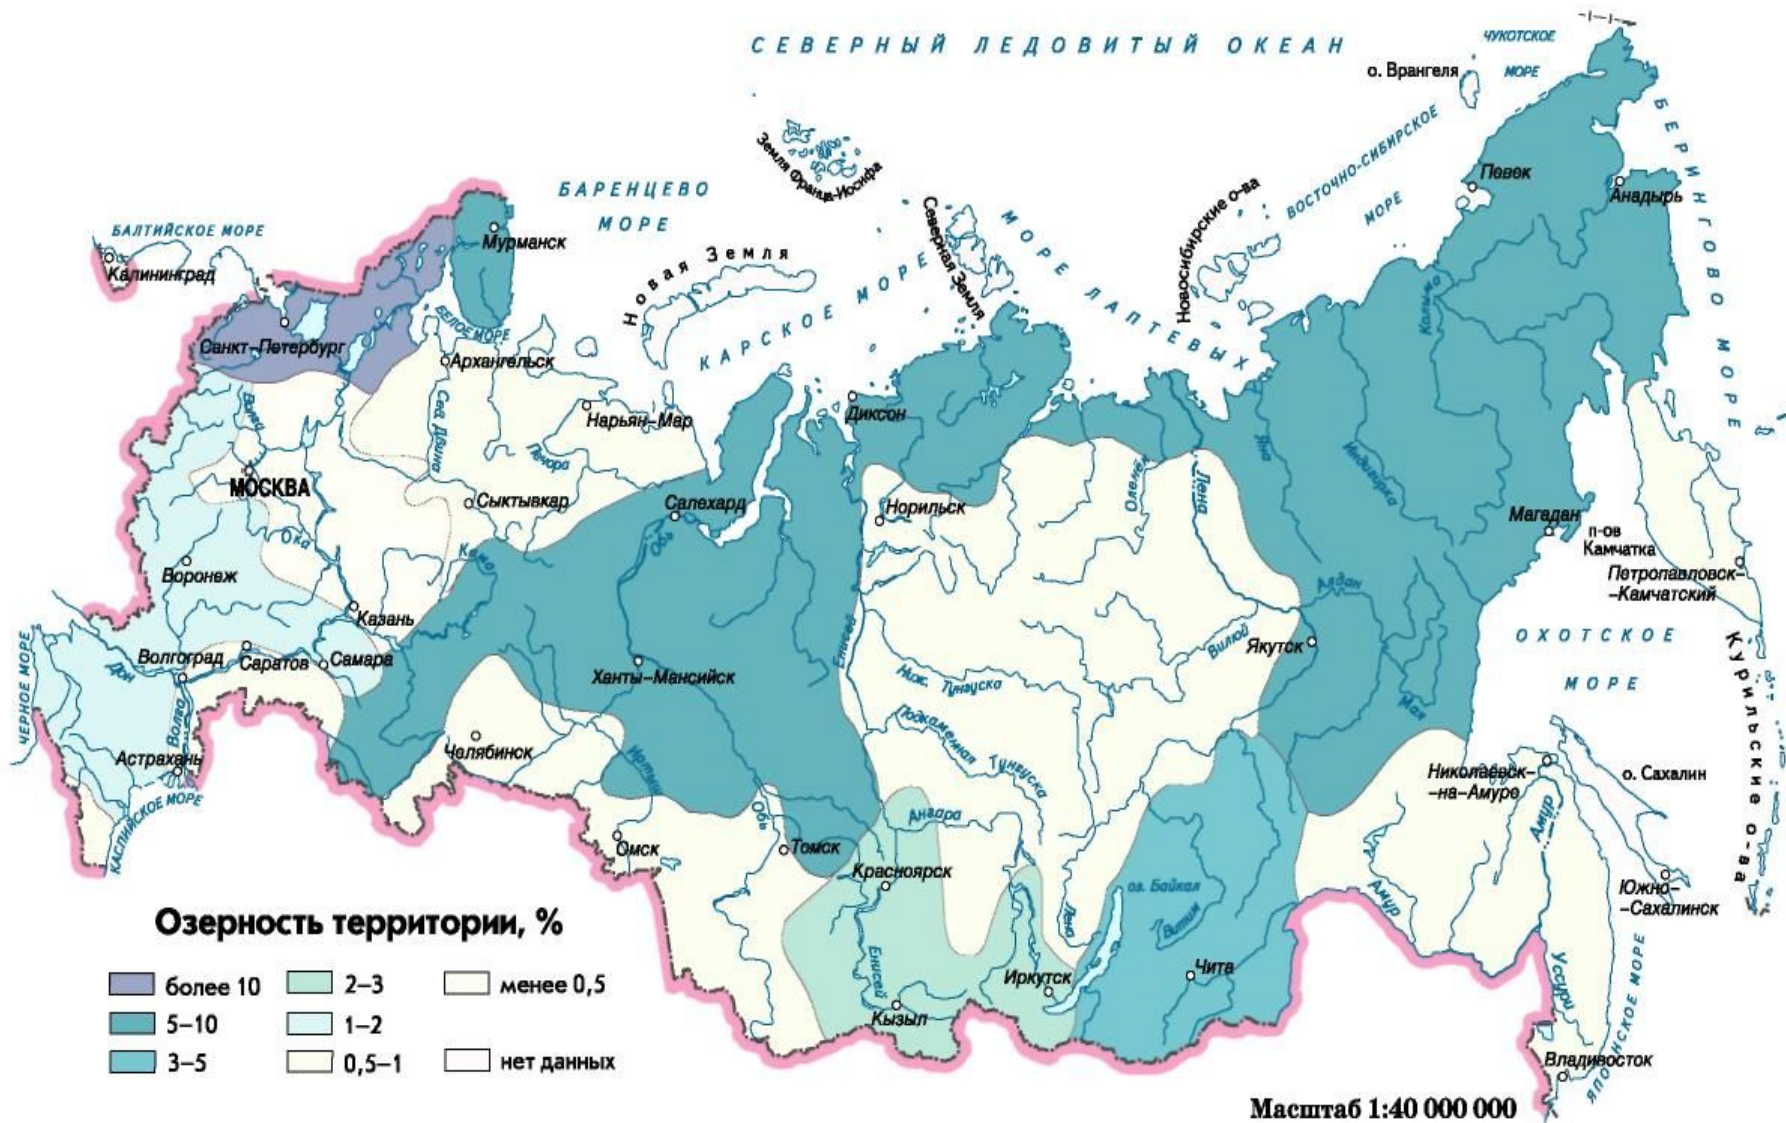 СЕВЕРНЫЙ ЛЕДОВИТЫЙ ОКЕАН
ЧУКОТСКОЕ
МОРЕ
о. Врангеля
БЕРИНГОВО МОРЕ
ВОСТОЧНО-СИБИРСКОЕ
МОРЕ
Земля Франца-Иосифа
Певек
Анадырь
БАРЕНЦЕВО
МОРЕ
Северная Земля
МОРЕ ЛАПТЕВЫХ
Новосибирские о-ва
БАЛТИЙСКОЕ МОРЕ
Калининград
Мурманск
Новая Земля
КАРСКОЕ МОРЕ
Колыма
Санкт-Петербург
БЕЛОЕ МОРЕ
Архангельск
Нарьян-Мар
Диксон
Волга
Сев. Двина
Печора
МОСКВА
Сыктывкар
Салехард
Обь
Норильск
Оленёк
Лена
Яна
Индигирка
Магадан
п-ов
Камчатка
Петропавловск-
-Камчатский
Ока
Кама
Воронеж
Казань
Алдан
Енисей
Вилюй
Якутск
ОХОТСКОЕ
МОРЕ
Курильские о-ва
ЧЕРНОЕ МОРЕ
Дон
Волгоград
Саратов
Самара
Ханты-Мансийск
Ниж. Тунгуска
Подкаменная Тунгуска
Мая
Волга
Астрахань
КАСПИЙСКОЕ МОРЕ
Челябинск
Иртыш
Обь
Омск
Томск
Ангара
Красноярск
Николаевск-
-на-Амуре
о. Сахалин
Амур
Амур
Южно-
-Сахалинск
оз. Байкал
Витим
Лена
Чита
Иркутск
Енисей
Кызыл
Уссури
ЯПОНСКОЕ МОРЕ
Владивосток
Озерность территории, %
более 10
2–3
менее 0,5
5–10
1–2
3–5
0,5–1
нет данных
Масштаб 1:40 000 000